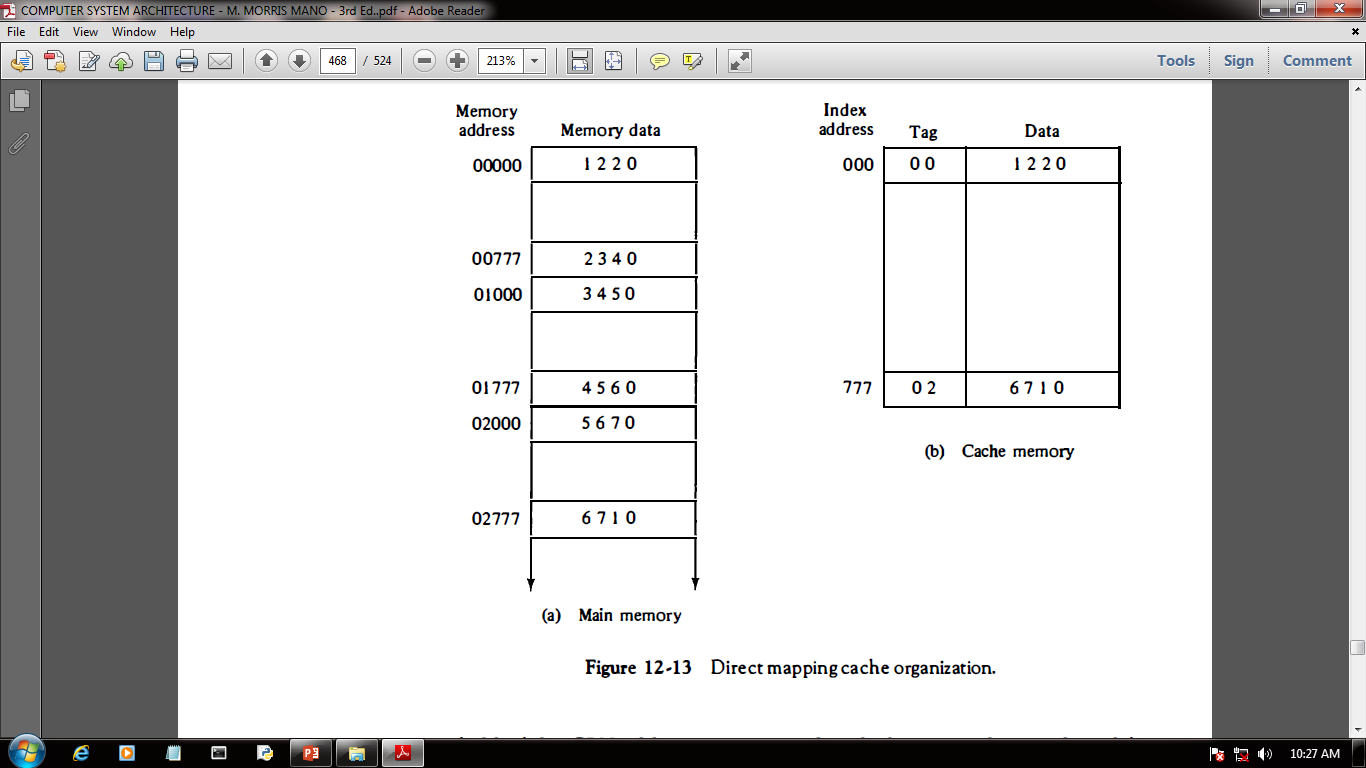 COMPUTER SYSTEM ARCHITECTURE - M. MORRIS MANO - 3rd Ed..pdf - Adobe Reader
File Edit View Window Help
468 / 524 213% Tools Sign Comment
Memory address Memory data
00000 1 2 2 0
00777 2 3 4 0
01000 3 4 5 0
01777 4 5 6 0
02000 5 6 7 0
02777 6 7 1 0
(a) Main memory
Index address Tag Data
000 0 0 1 2 2 0
777 0 2 6 7 1 0
(b) Cache memory
Figure 12-13 Direct mapping cache organization.
10:27 AM